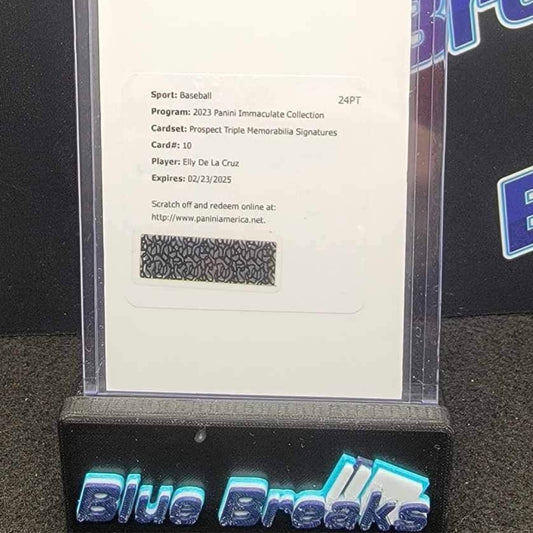 Sport: Baseball
24PT
Program: 2023 Panini Immaculate Collection
Cardset: Prospect Triple Memorabilia Signatures
Card#: 10
Player: Elly De La Cruz
Expires: 02/23/2025
Scratch off and redeem online at:
http://www.paniniamerica.net.
Blue Breaks